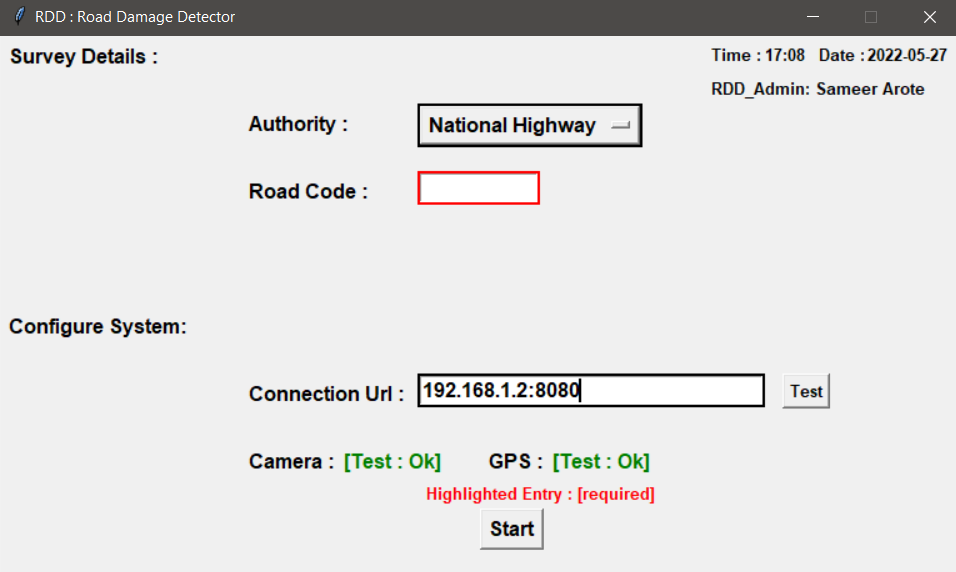 RDD : Road Damage Detector
Survey Details :
Time : 17:08 Date : 2022-05-27
RDD_Admin: Sameer Arote
Authority : National Highway
Road Code :
Configure System:
Connection Url : 192.168.1.2:8080 Test
Camera : [Test : Ok] GPS : [Test : Ok]
Highlighted Entry : [required]
Start